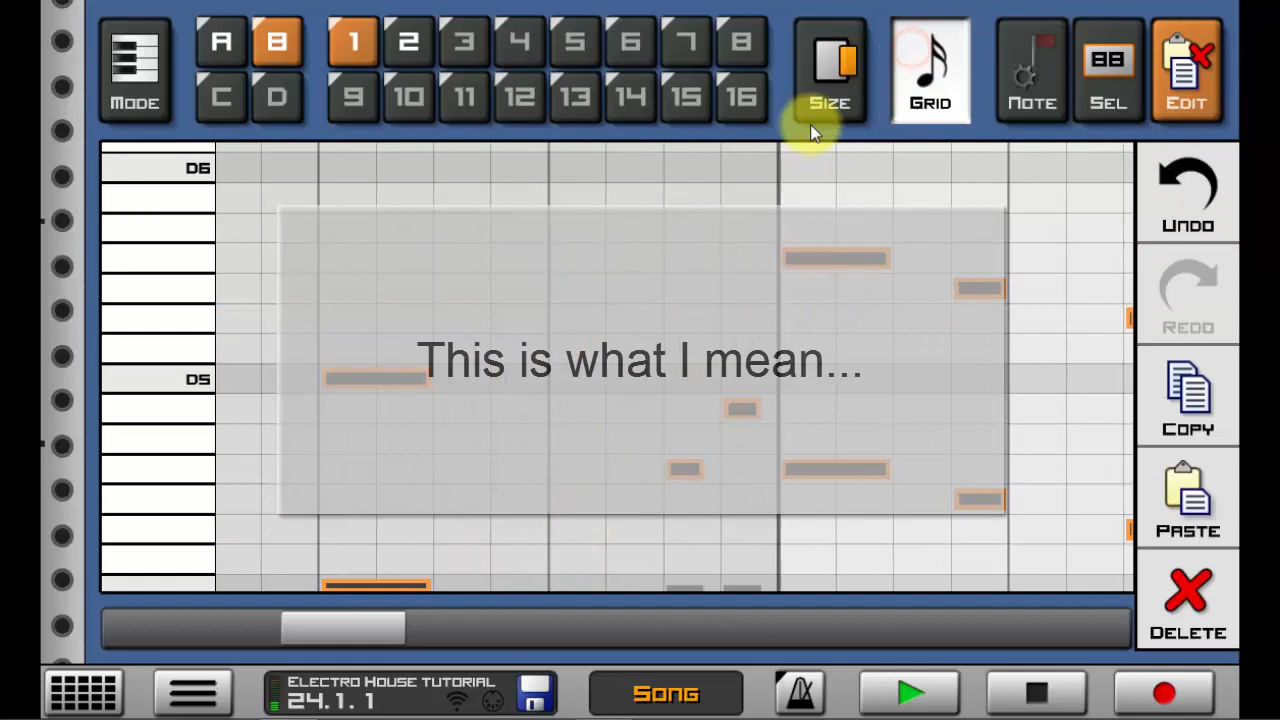 MODE
A B 1 2 3 4 5 6 7 8
C D 9 10 11 12 13 14 15 16
SIZE
GRID
NOTE
88
SEL
EDIT
D6
UNDO
REDO
This is what I mean...
D5
COPY
PASTE
DELETE
ELECTRO HOUSE TUTORIAL
24.1.1
SONG